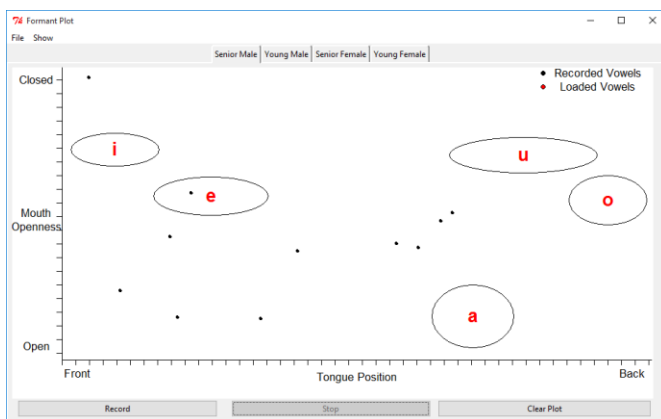 Formant Plot
File Show
Senior Male Young Male Senior Female Young Female
Recorded Vowels
Loaded Vowels
Closed
i
u
e
o
Mouth
Openness
a
Open
Front
Tongue Position
Back
Record
Stop
Clear Plot